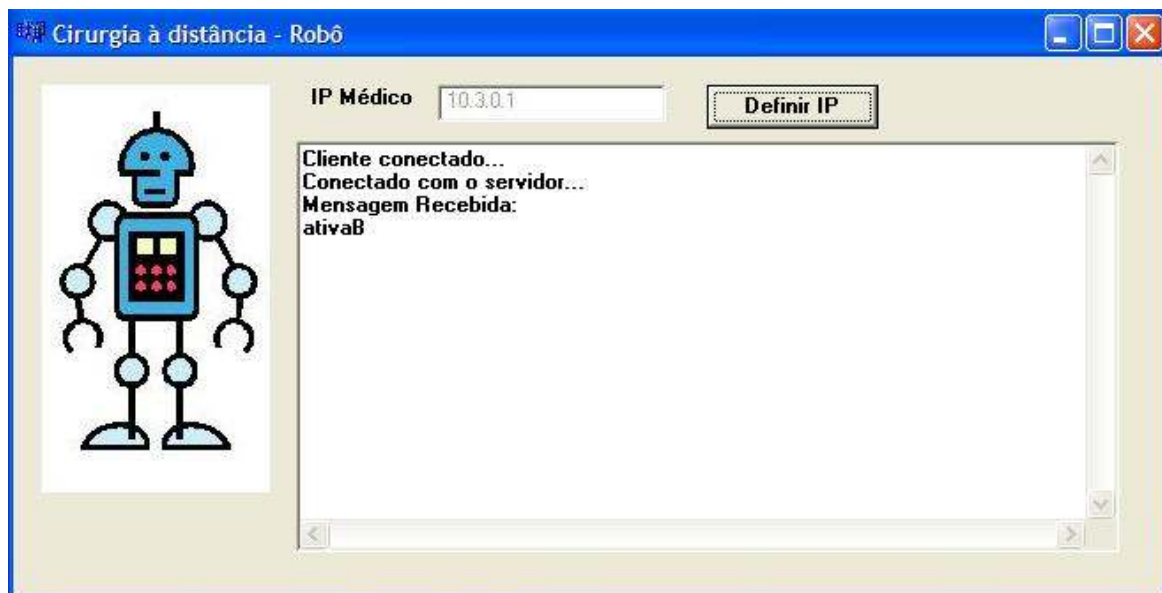 Cirurgia à distância - Robô
IP Médico 10.3.0.1 Definir IP
Cliente conectado...
Conectado com o servidor...
Mensagem Recebida:
ativaB